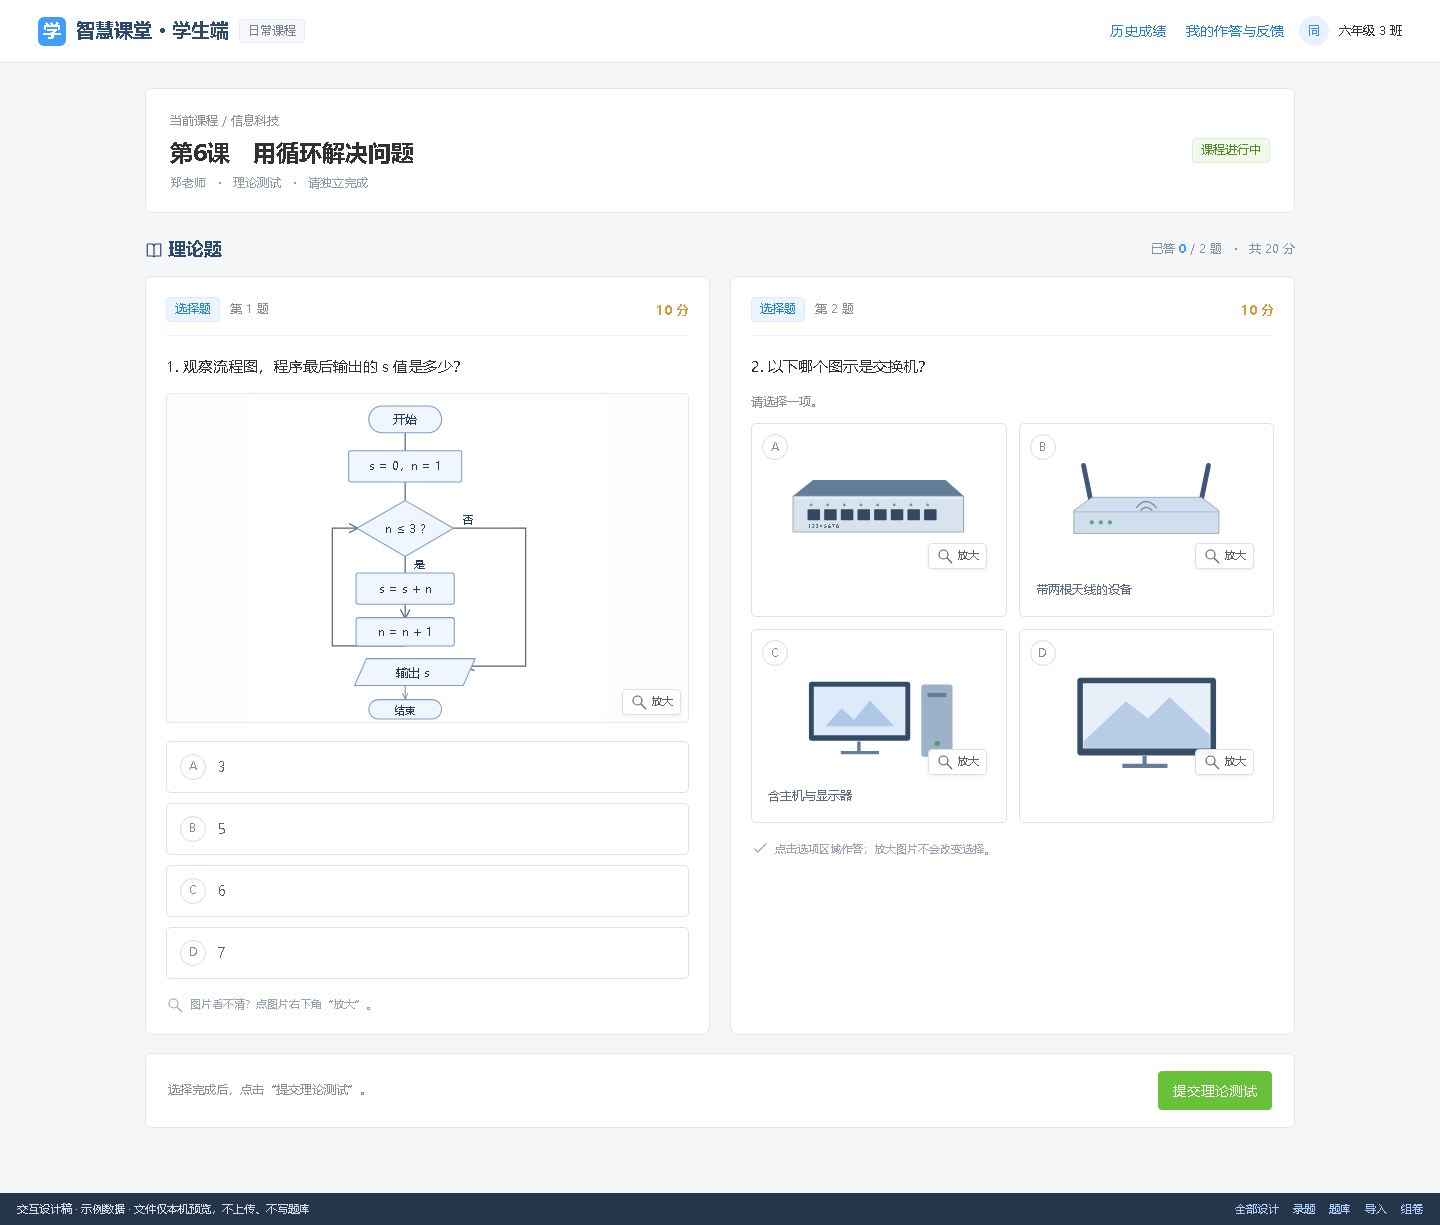 学 智慧课堂·学生端 日常课程
历史成绩 我的作答与反馈 同 六年级 3 班
当前课程 / 信息科技
第6课 用循环解决问题
课程进行中
郑老师 · 理论测试 · 请独立完成
理论题
已答 0 / 2 题 · 共 20 分
选择题 第 1 题 10 分
1. 观察流程图，程序最后输出的 s 值是多少？
开始
s = 0，n = 1
n ≤ 3 ?
否
是
s = s + n
n = n + 1
输出 s
结束
放大
A 3
B 5
C 6
D 7
图片看不清？点图片右下角“放大”。
选择题 第 2 题 10 分
2. 以下哪个图示是交换机？
请选择一项。
A
放大
B
放大
带两根天线的设备
C
放大
含主机与显示器
D
放大
点击选项区域作答；放大图片不会改变选择。
选择完成后，点击“提交理论测试”。
提交理论测试
交互设计稿 · 示例数据 · 文件仅本机预览，不上传、不写题库
全部设计 录题 题库 导入 组卷